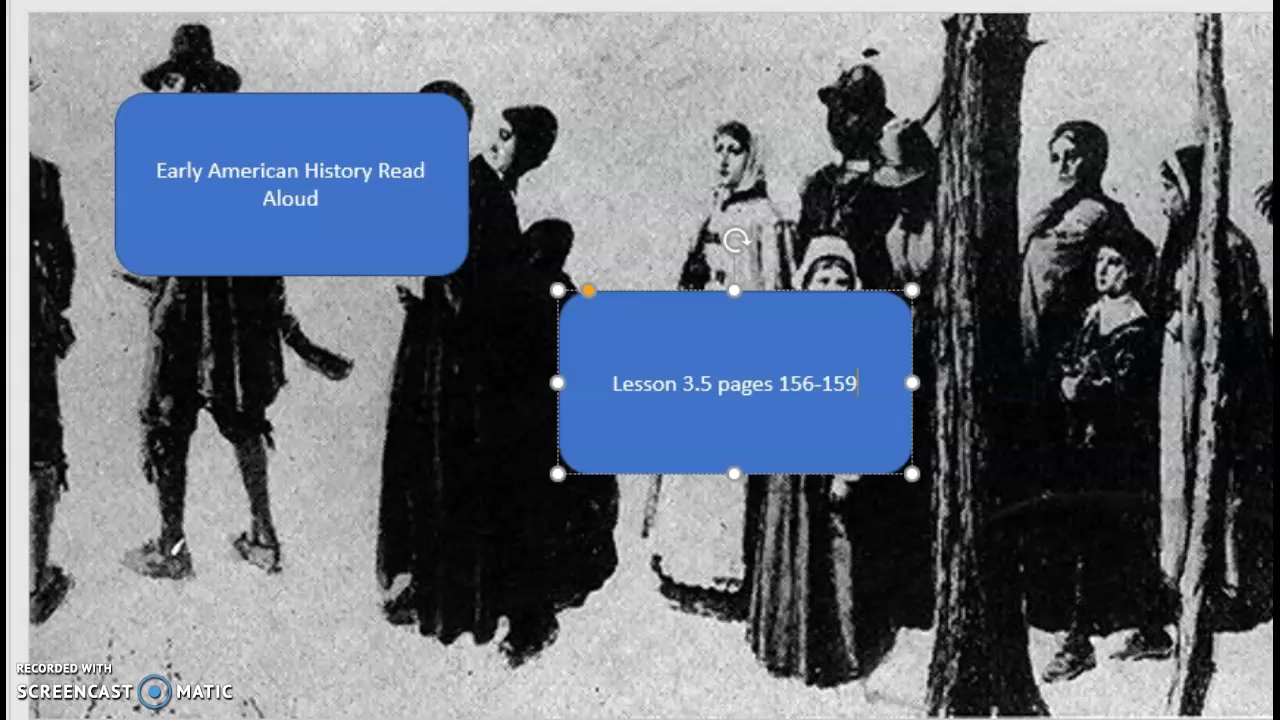 Early American History Read
Aloud
Lesson 3.5 pages 156-159
RECORDED WITH
SCREENCAST MATIC